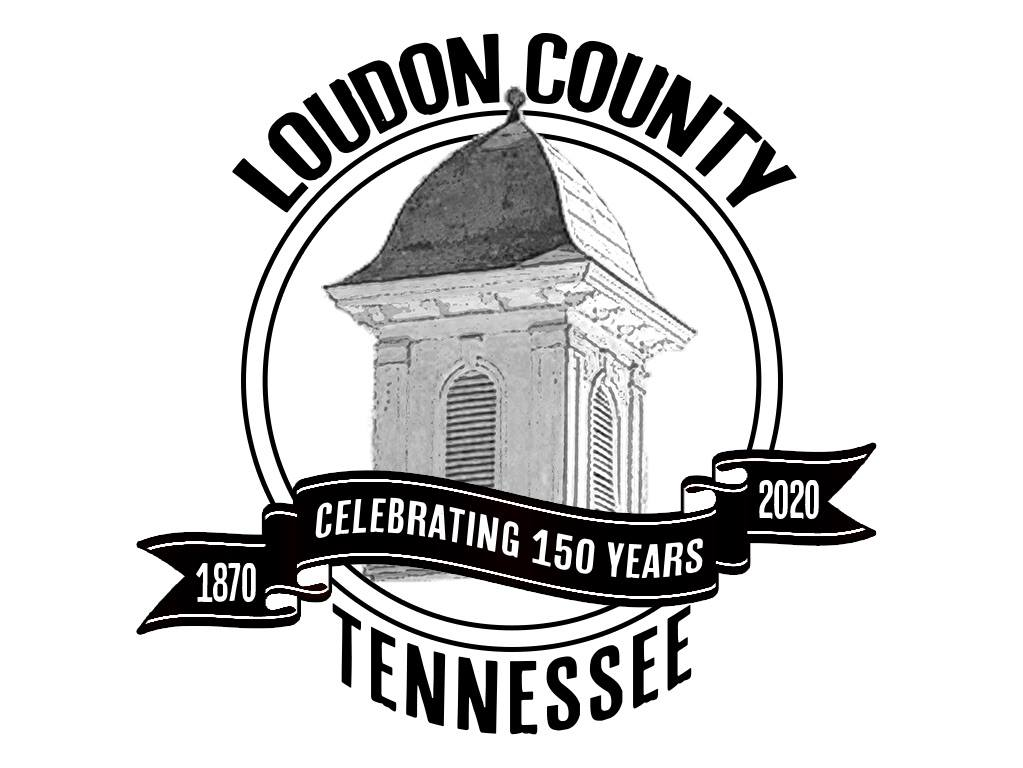 LOUDON COUNTY
CELEBRATING 150 YEARS
1870
2020
TENNESSEE